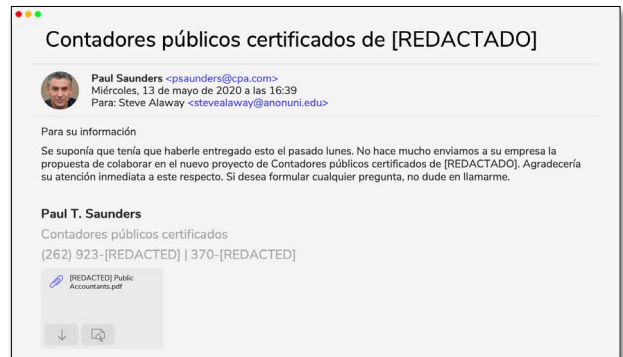 Contadores públicos certificados de [REDACTADO]
Paul Saunders <psaunders@cpa.com>
Miércoles, 13 de mayo de 2020 a las 16:39
Para: Steve Alaway <stevealaway@anonuni.edu>
Para su información
Se suponía que tenía que haberle entregado esto el pasado lunes. No hace mucho enviamos a su empresa la
propuesta de colaborar en el nuevo proyecto de Contadores públicos certificados de [REDACTADO]. Agradecería
su atención inmediata a este respecto. Si desea formular cualquier pregunta, no dude en llamarme.
Paul T. Saunders
Contadores públicos certificados
(262) 923-[REDACTED] | 370-[REDACTED]
[REDACTED] Public
Accountants.pdf